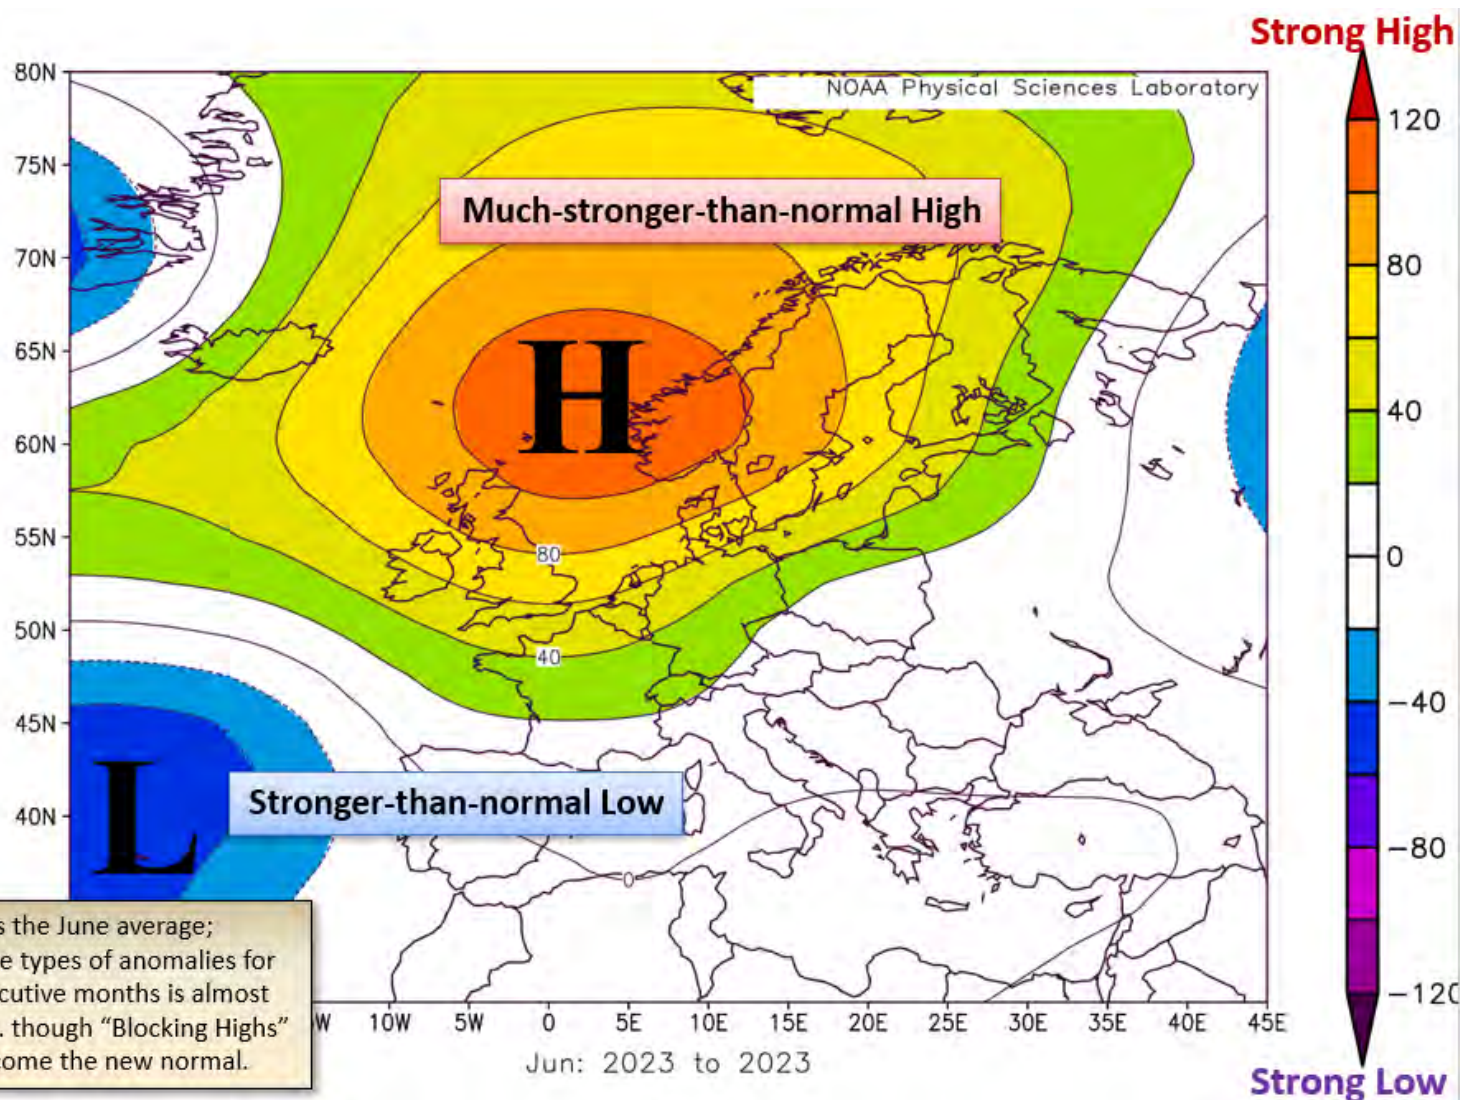 Strong High
NOAA Physical Sciences Laboratory
80N
75N
70N
65N
60N
55N
50N
45N
40N
Much-stronger-than-normal High
H
80
40
Stronger-than-normal Low
L
0
120
80
40
0
-40
-80
-120
s the June average;
e types of anomalies for
cutive months is almost
. though “Blocking Highs”
come the new normal.
W 10W 5W 0 5E 10E 15E 20E 25E 30E 35E 40E 45E
Jun: 2023 to 2023
Strong Low